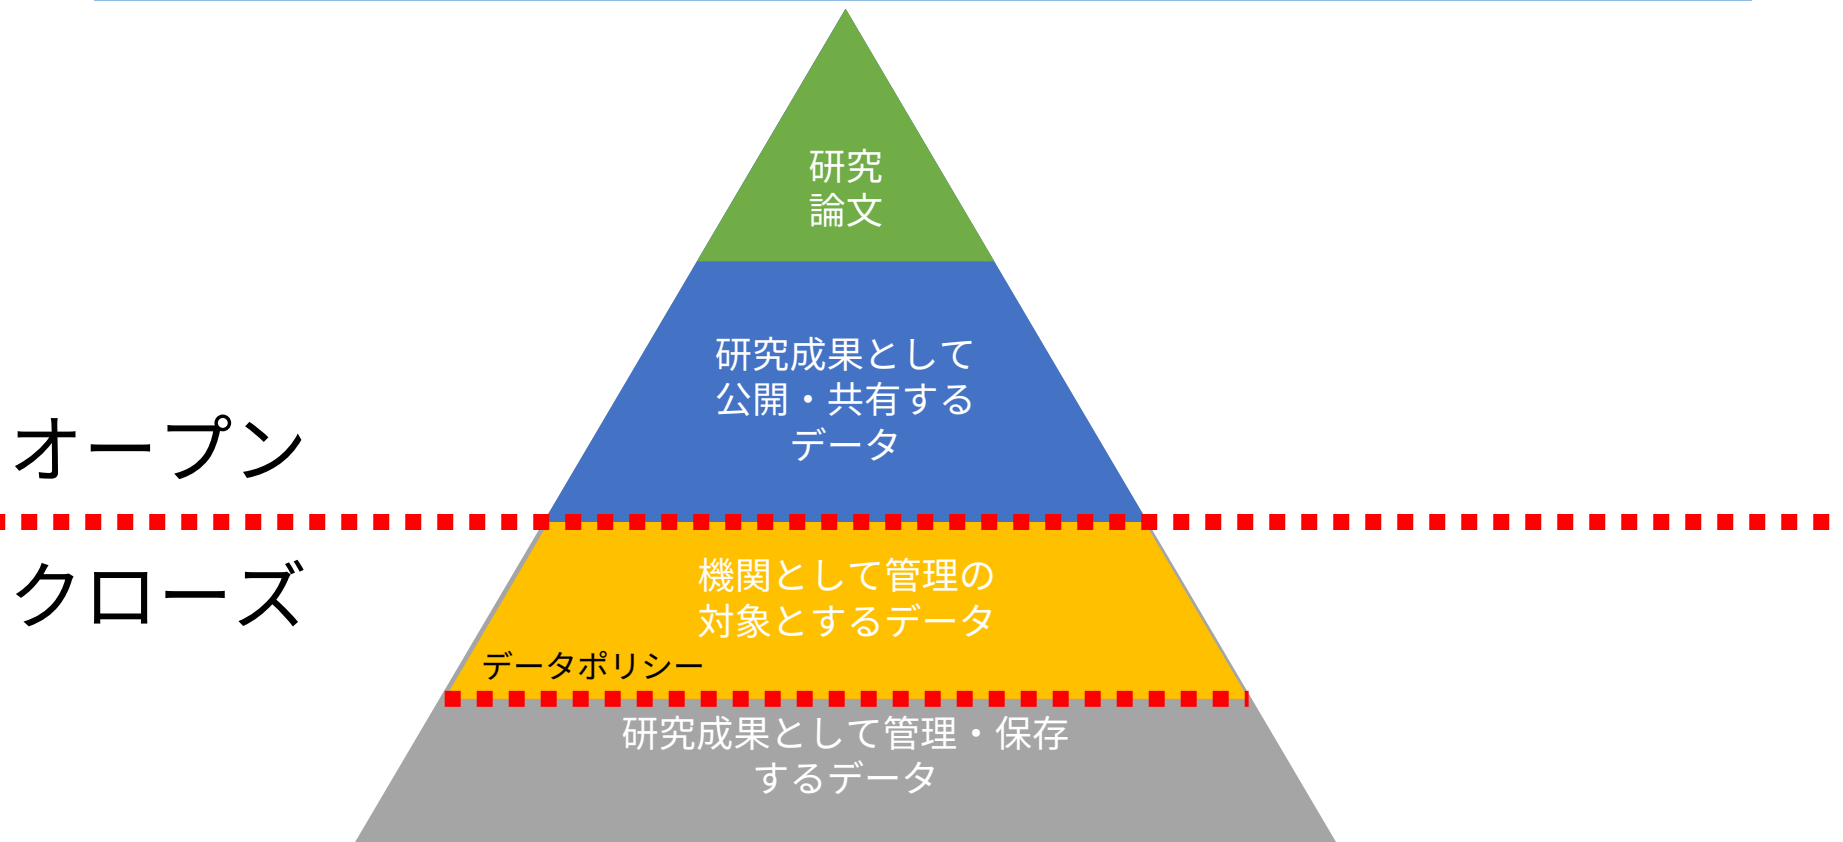 研究
論文
研究成果として
公開・共有する
データ
オープン
クローズ
機関として管理の
対象とするデータ
データポリシー
研究成果として管理・保存
するデータ